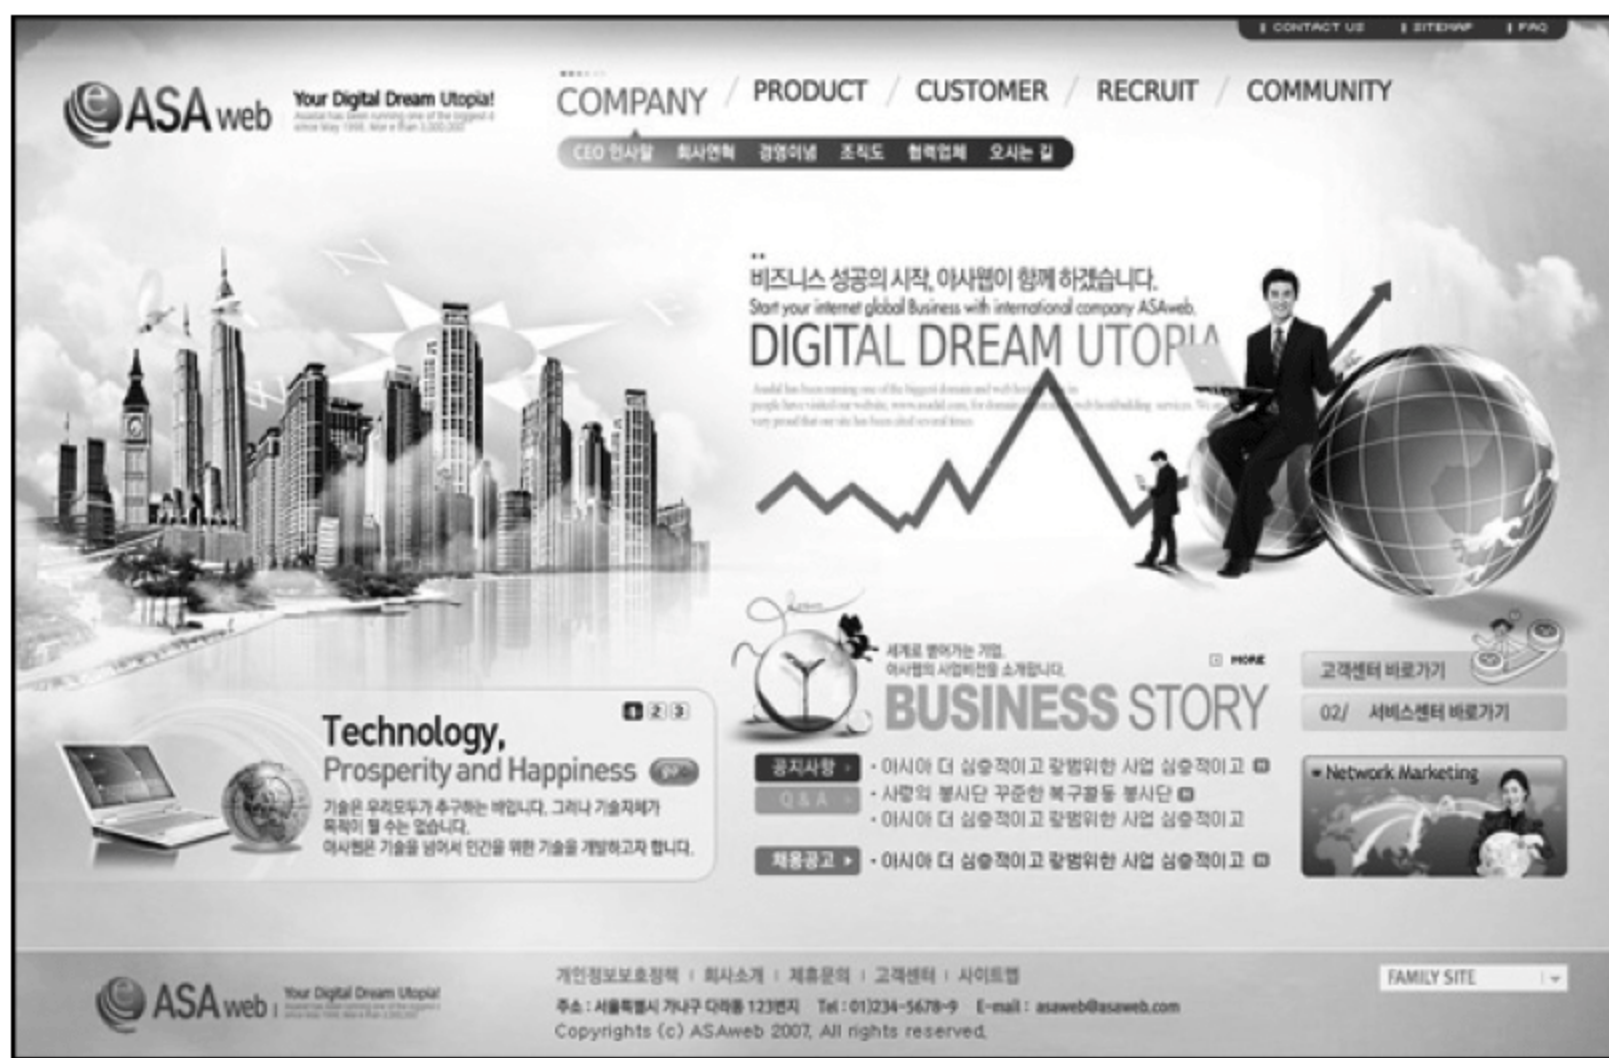 CONTACT US SITEMAP FAQ
ASA web
Your Digital Dream Utopia!
COMPANY / PRODUCT / CUSTOMER / RECRUIT / COMMUNITY
CEO 인사말 회사연혁 경영이념 조직도 협력업체 오시는 길
비즈니스 성공의 시작, 아사웹이 함께 하겠습니다.
Start your internet global Business with international company ASAweb.
DIGITAL DREAM UTOPIA
세계로 뻗어가는 기업.
아사웹의 사업비전을 소개합니다.
MORE
BUSINESS STORY
고객센터 바로가기
02/ 서비스센터 바로가기
1 2 3
Technology,
Prosperity and Happiness go
기술은 우리모두가 추구하는 바입니다. 그러나 기술자체가
목적이 될 수는 없습니다.
아사웹은 기술을 넘어서 인간을 위한 기술을 개발하고자 합니다.
공지사항 · 아시아 더 심층적이고 광범위한 사업 심층적이고
Q & A · 사랑의 봉사단 꾸준한 복구활동 봉사단
· 아시아 더 심층적이고 광범위한 사업 심층적이고
채용공고 · 아시아 더 심층적이고 광범위한 사업 심층적이고
Network Marketing
ASA web
Your Digital Dream Utopia!
개인정보보호정책 | 회사소개 | 제휴문의 | 고객센터 | 사이트맵
주소 : 서울특별시 가나구 다라동 123번지 Tel : 01)234-5678~9 E-mail : asaweb@asaweb.com
Copyrights (c) ASAweb 2007, All rights reserved,
FAMILY SITE